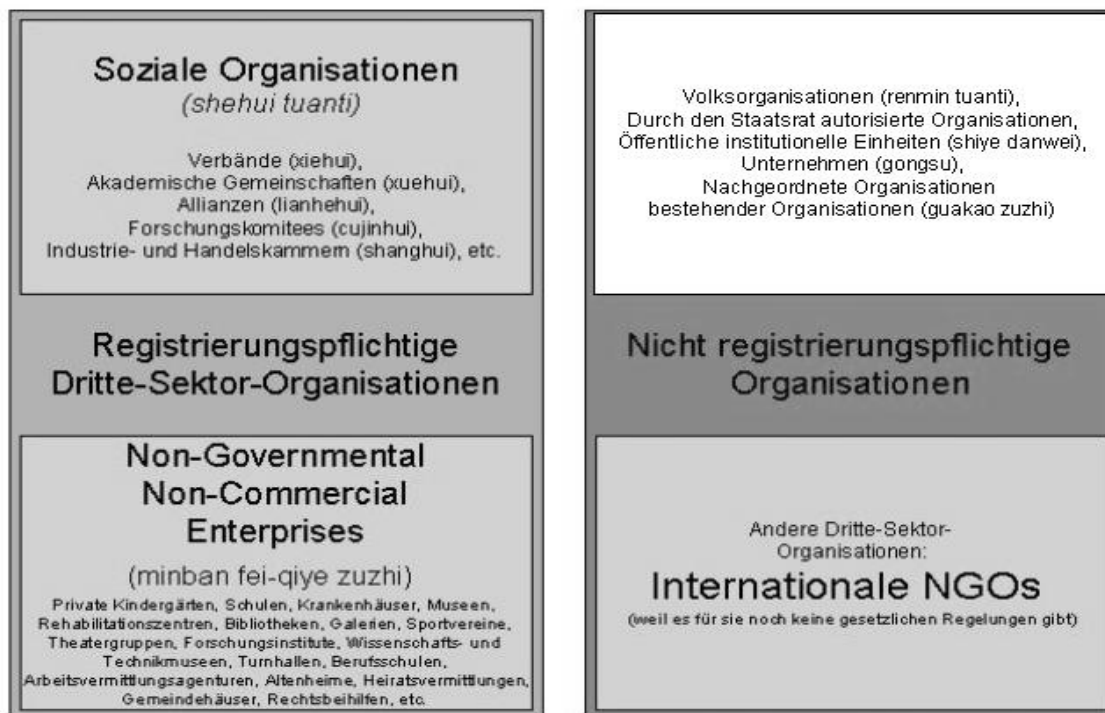 Soziale Organisationen
(shehui tuanti)
Verbände (xiehui),
Akademische Gemeinschaften (xuehui),
Allianzen (lianhehui),
Forschungskomitees (cujinhui),
Industrie- und Handelskammern (shanghui), etc.
Registrierungspflichtige
Dritte-Sektor-Organisationen
Non-Governmental
Non-Commercial
Enterprises
(minban fei-qiye zuzhi)
Private Kindergärten, Schulen, Krankenhäuser, Museen,
Rehabilitationszentren, Bibliotheken, Galerien, Sportvereine,
Theatergruppen, Forschungsinstitute, Wissenschafts- und
Technikmuseen, Turnhallen, Berufsschulen,
Arbeitsvermittlungsagenturen, Altenheime, Heiratsvermittlungen,
Gemeindehäuser, Rechtsbeihilfen, etc.
Volksorganisationen (renmin tuanti),
Durch den Staatsrat autorisierte Organisationen,
Öffentliche institutionelle Einheiten (shiye danwei),
Unternehmen (gongsu),
Nachgeordnete Organisationen
bestehender Organisationen (guakao zuzhi)
Nicht registrierungspflichtige
Organisationen
Andere Dritte-Sektor-
Organisationen:
Internationale NGOs
(weil es für sie noch keine gesetzlichen Regelungen gibt)